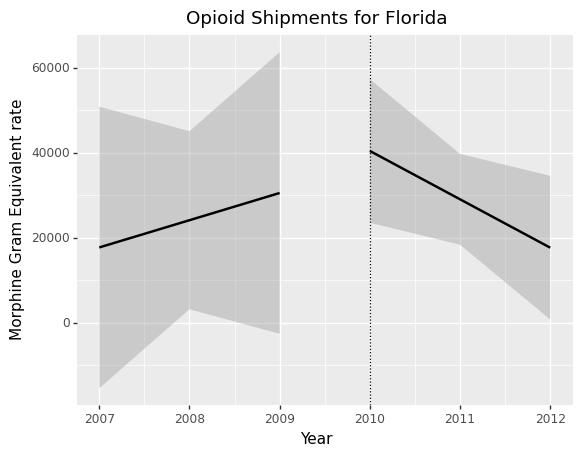 Opioid Shipments for Florida
Morphine Gram Equivalent rate
60000
40000
20000
0
2007 2008 2009 2010 2011 2012
Year